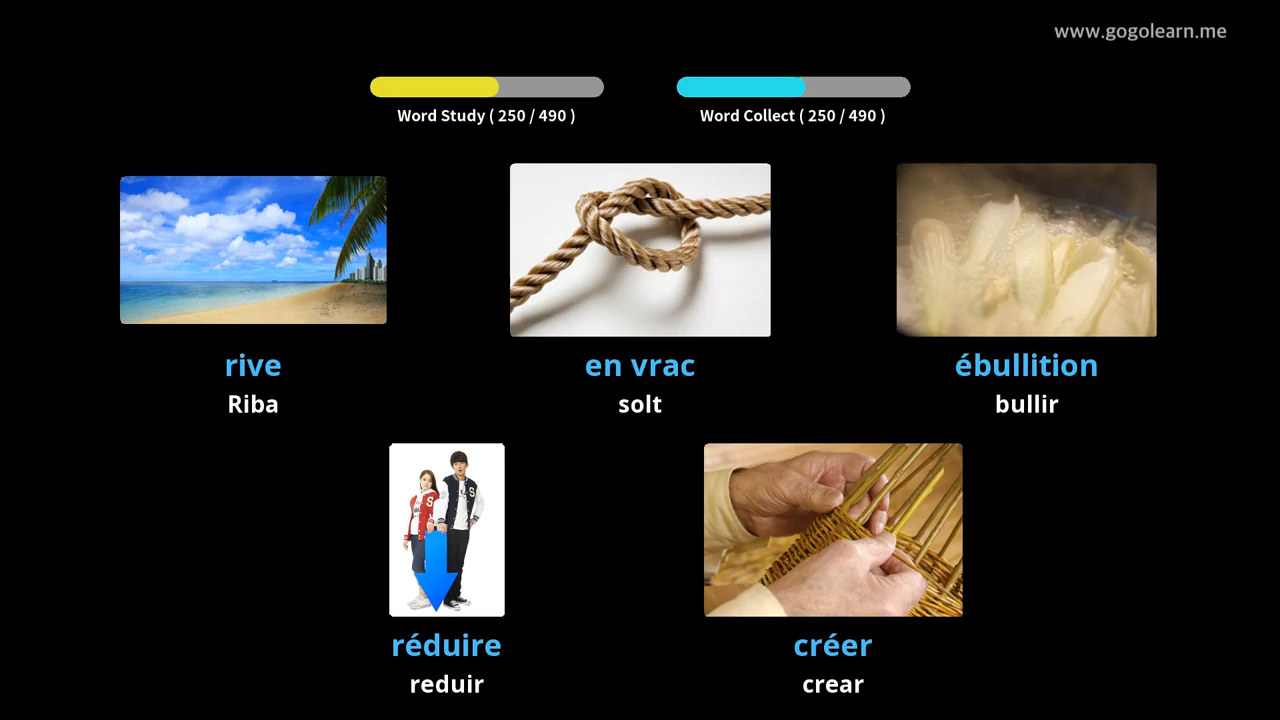 www.gogolearn.me
Word Study ( 250 / 490 )
Word Collect ( 250 / 490 )
rive
Riba
en vrac
solt
ébullition
bullir
S
S
réduire
reduir
créer
crear